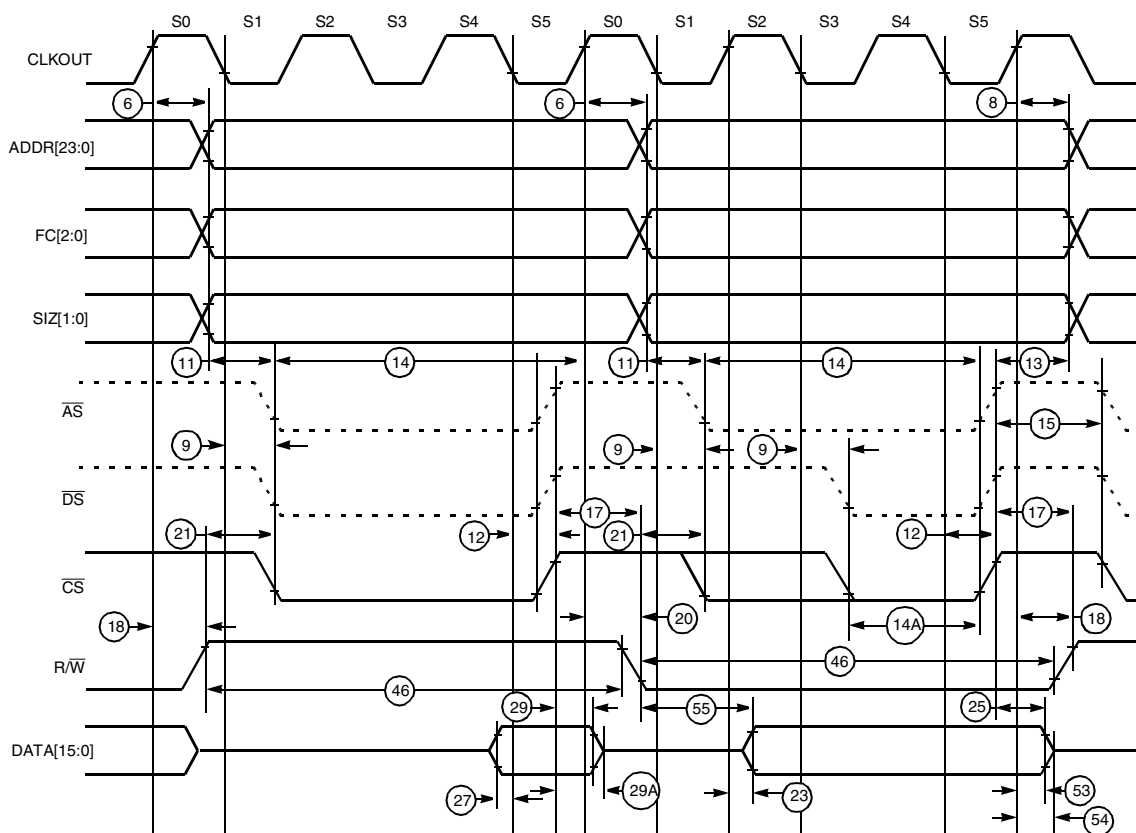 S0 S1 S2 S3 S4 S5 S0 S1 S2 S3 S4 S5
CLKOUT
6 6 8
ADDR[23:0]
FC[2:0]
SIZ[1:0]
11 14 11 14 13
AS
15
9 9 9
DS
17 17
21 12 21 12
CS
18 20 14A 18
R/W
46
46
29 55 25
DATA[15:0]
27 29A 23 53
54